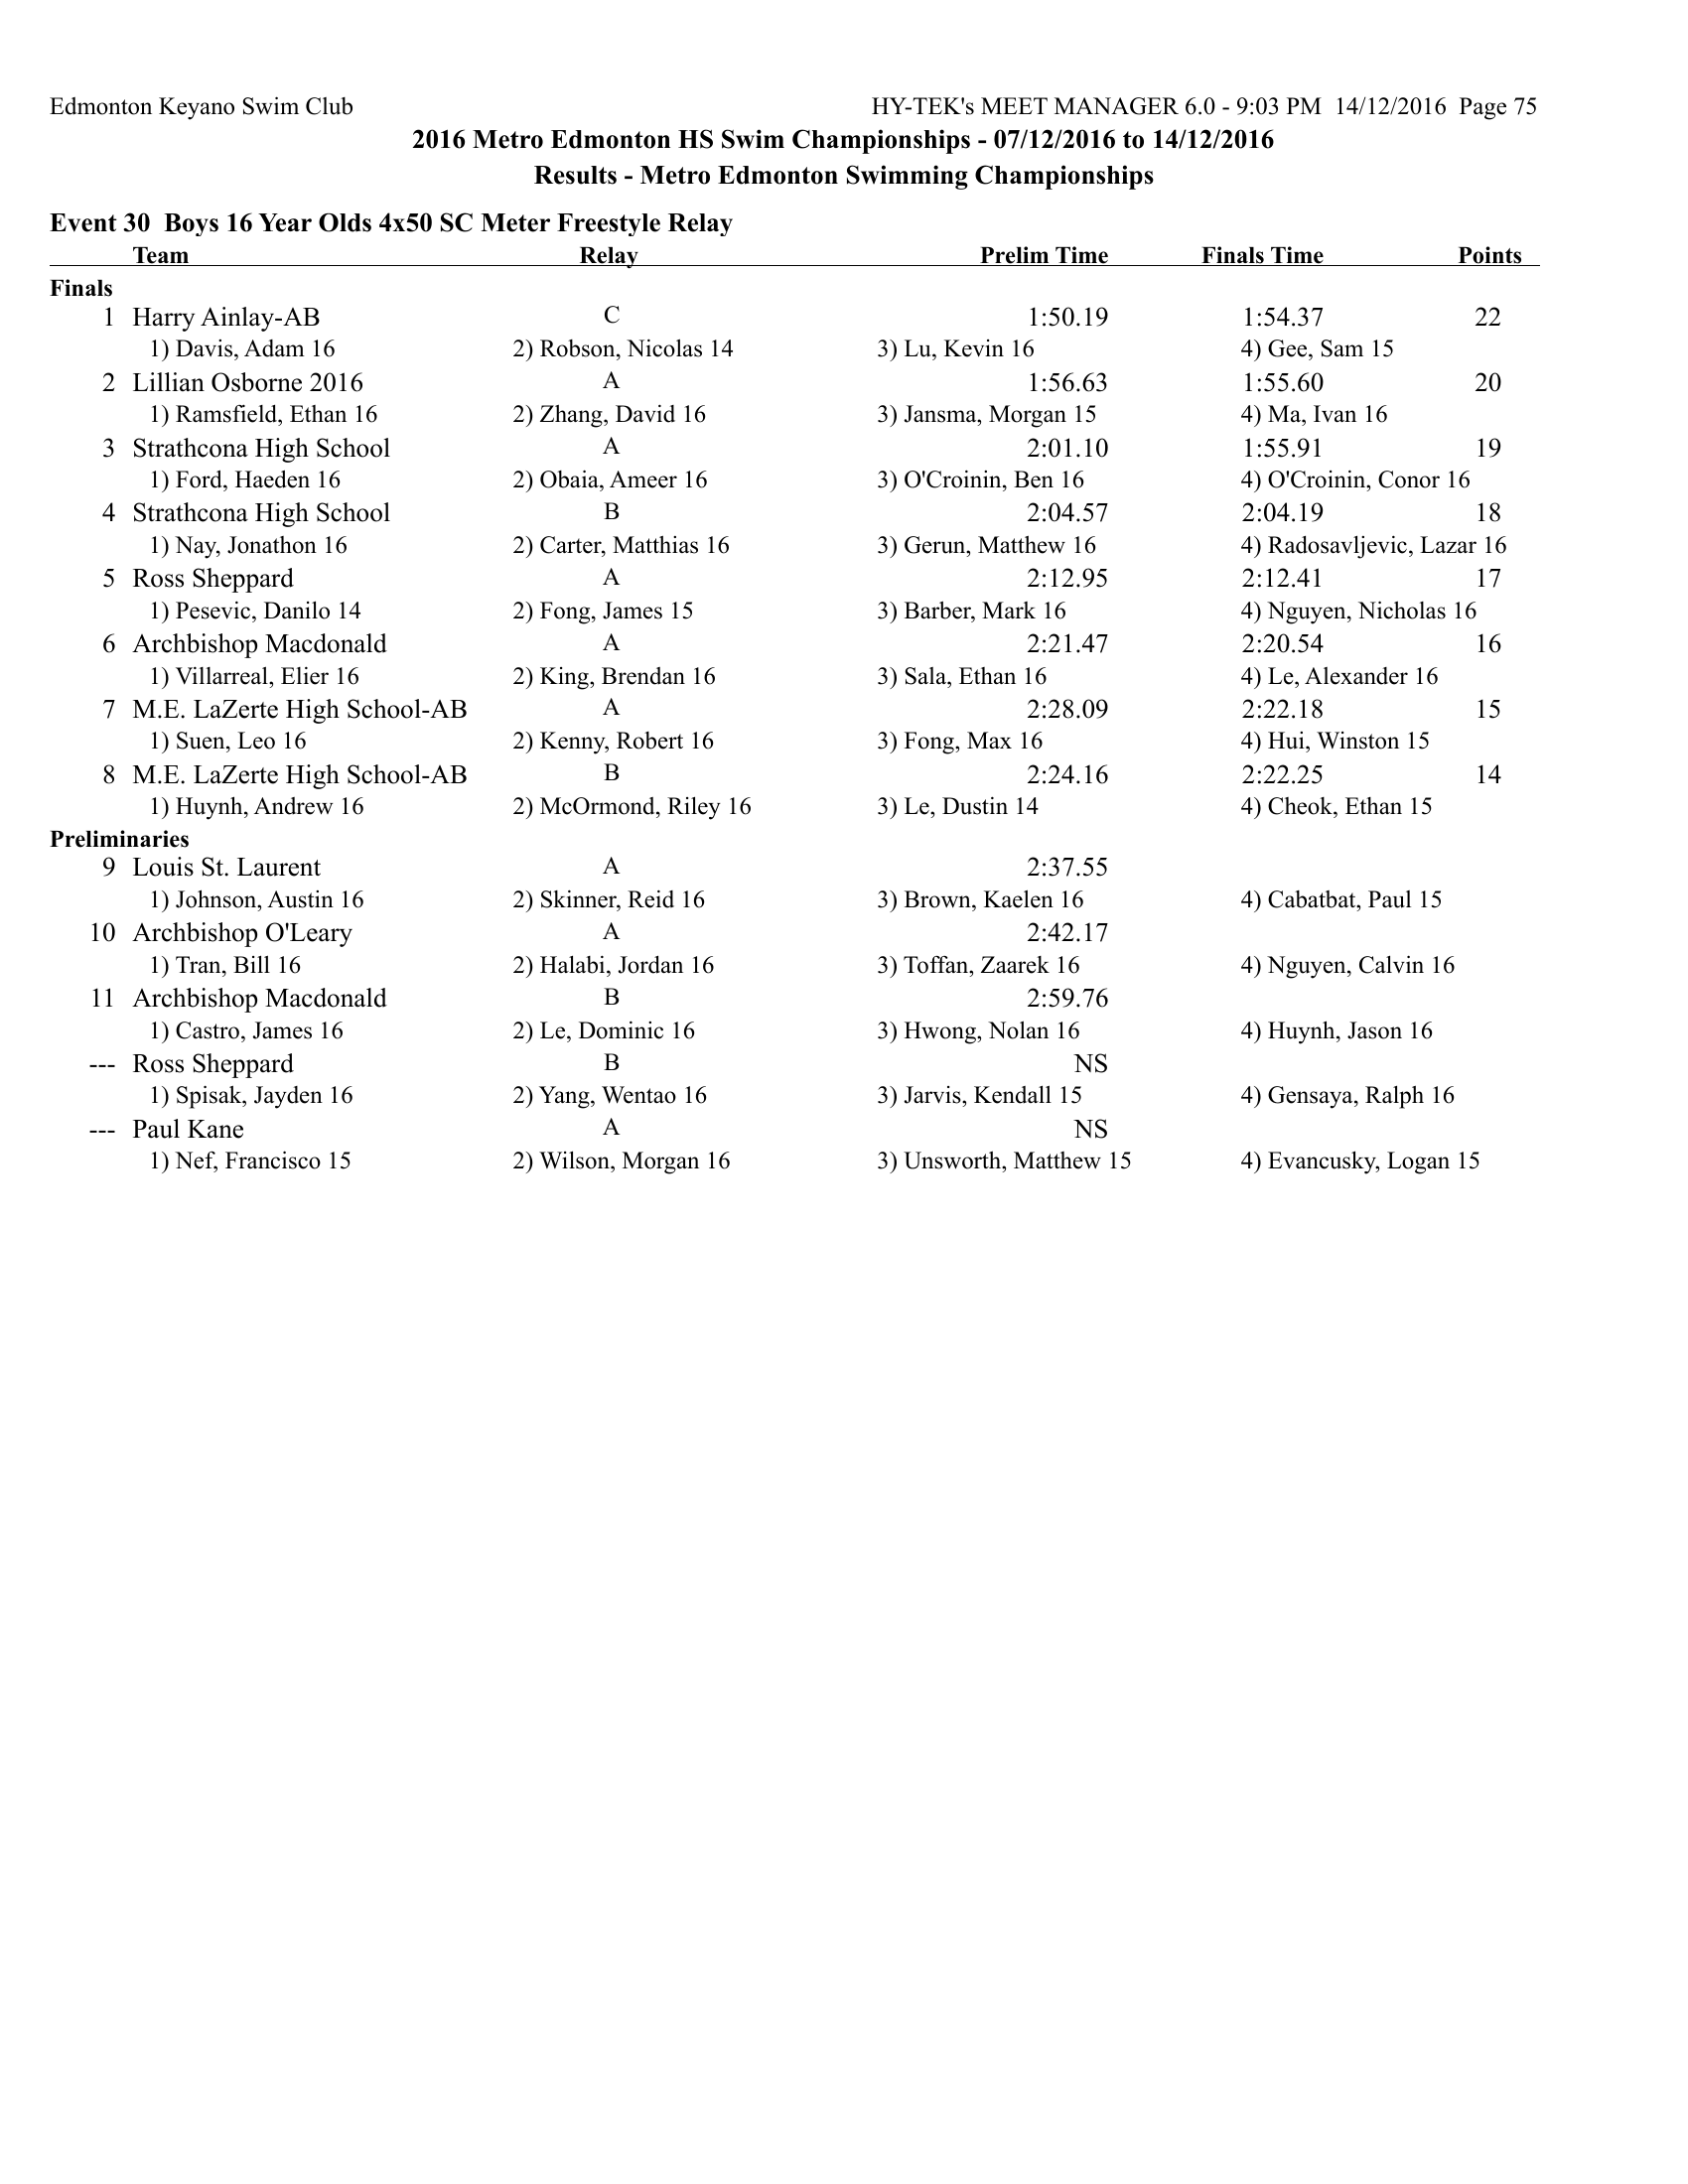 Edmonton Keyano Swim Club HY-TEK's MEET MANAGER 6.0 - 9:03 PM 14/12/2016 Page 75
2016 Metro Edmonton HS Swim Championships - 07/12/2016 to 14/12/2016
Results - Metro Edmonton Swimming Championships
Event 30 Boys 16 Year Olds 4x50 SC Meter Freestyle Relay
Team Relay Prelim Time Finals Time Points
Finals
1 Harry Ainlay-AB C 1:50.19 1:54.37 22
1) Davis, Adam 16 2) Robson, Nicolas 14 3) Lu, Kevin 16 4) Gee, Sam 15
2 Lillian Osborne 2016 A 1:56.63 1:55.60 20
1) Ramsfield, Ethan 16 2) Zhang, David 16 3) Jansma, Morgan 15 4) Ma, Ivan 16
3 Strathcona High School A 2:01.10 1:55.91 19
1) Ford, Haeden 16 2) Obaia, Ameer 16 3) O'Croinin, Ben 16 4) O'Croinin, Conor 16
4 Strathcona High School B 2:04.57 2:04.19 18
1) Nay, Jonathon 16 2) Carter, Matthias 16 3) Gerun, Matthew 16 4) Radosavljevic, Lazar 16
5 Ross Sheppard A 2:12.95 2:12.41 17
1) Pesevic, Danilo 14 2) Fong, James 15 3) Barber, Mark 16 4) Nguyen, Nicholas 16
6 Archbishop Macdonald A 2:21.47 2:20.54 16
1) Villarreal, Elier 16 2) King, Brendan 16 3) Sala, Ethan 16 4) Le, Alexander 16
7 M.E. LaZerte High School-AB A 2:28.09 2:22.18 15
1) Suen, Leo 16 2) Kenny, Robert 16 3) Fong, Max 16 4) Hui, Winston 15
8 M.E. LaZerte High School-AB B 2:24.16 2:22.25 14
1) Huynh, Andrew 16 2) McOrmond, Riley 16 3) Le, Dustin 14 4) Cheok, Ethan 15
Preliminaries
9 Louis St. Laurent A 2:37.55
1) Johnson, Austin 16 2) Skinner, Reid 16 3) Brown, Kaelen 16 4) Cabatbat, Paul 15
10 Archbishop O'Leary A 2:42.17
1) Tran, Bill 16 2) Halabi, Jordan 16 3) Toffan, Zaarek 16 4) Nguyen, Calvin 16
11 Archbishop Macdonald B 2:59.76
1) Castro, James 16 2) Le, Dominic 16 3) Hwong, Nolan 16 4) Huynh, Jason 16
--- Ross Sheppard B NS
1) Spisak, Jayden 16 2) Yang, Wentao 16 3) Jarvis, Kendall 15 4) Gensaya, Ralph 16
--- Paul Kane A NS
1) Nef, Francisco 15 2) Wilson, Morgan 16 3) Unsworth, Matthew 15 4) Evancusky, Logan 15